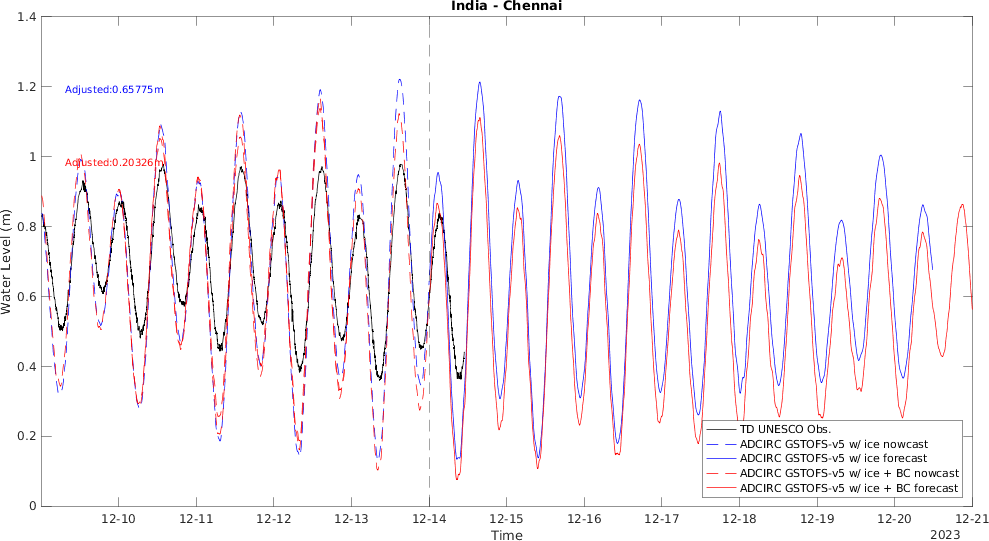 India - Chennai
1.4
1.2
1
0.8
0.6
0.4
0.2
0
Water Level (m)
Adjusted:0.65775m
Adjusted:0.20326m
TD UNESCO Obs.
ADCIRC GSTOFS-v5 w/ ice nowcast
ADCIRC GSTOFS-v5 w/ ice forecast
ADCIRC GSTOFS-v5 w/ ice + BC nowcast
ADCIRC GSTOFS-v5 w/ ice + BC forecast
12-10 12-11 12-12 12-13 12-14 12-15 12-16 12-17 12-18 12-19 12-20 12-21
Time
2023